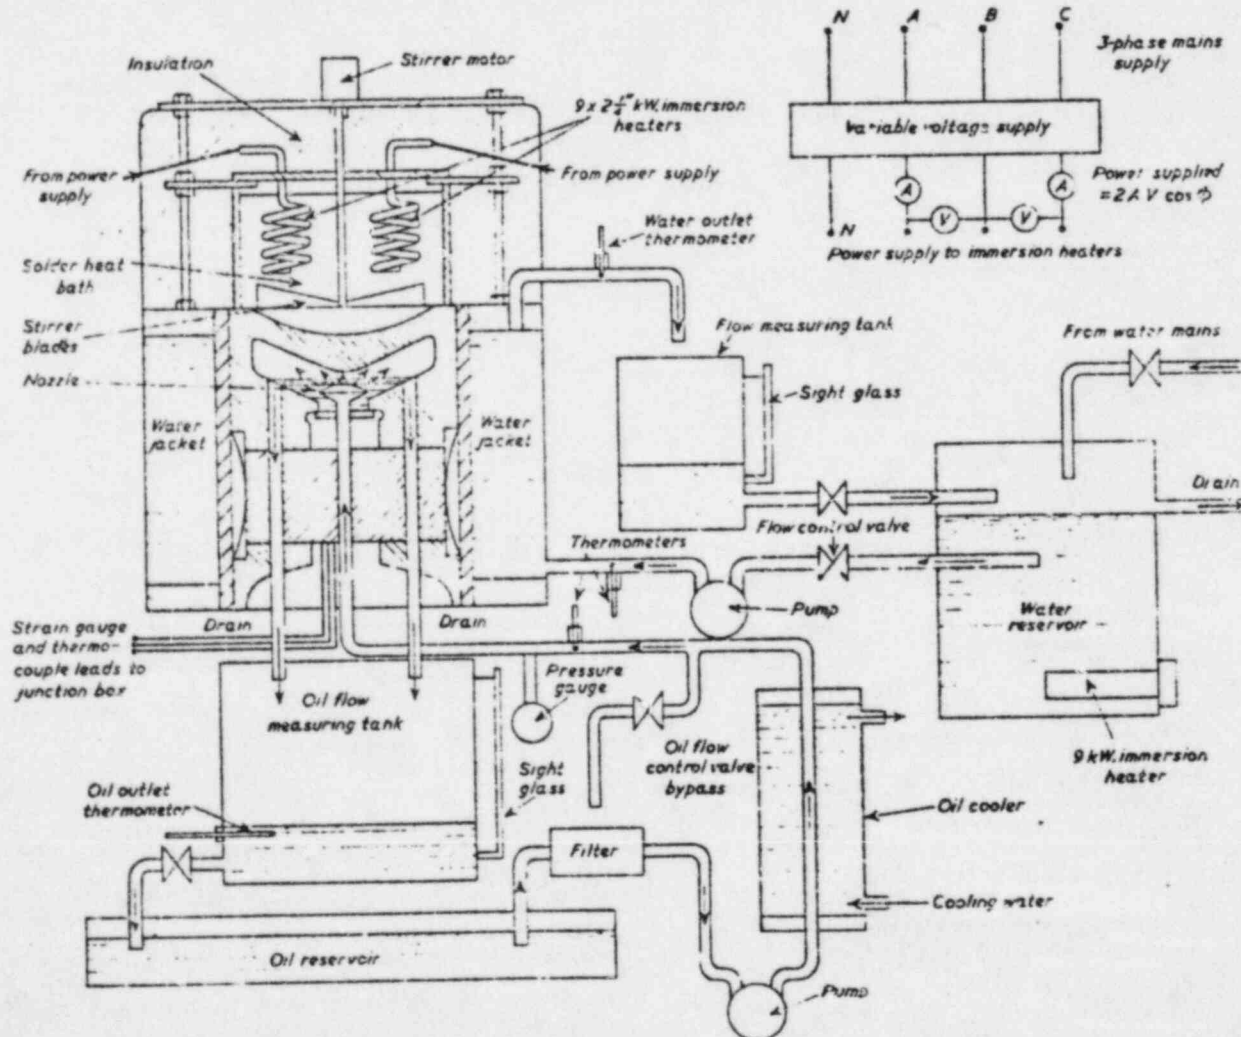 N A B C
3-phase mains
supply
Insulation
Stirrer motor
9 x 2¼" kW. immersion
heaters
Variable voltage supply
From power
supply
From power supply
Power supplied
= 2 A V cos φ
A
A
V
V
N
Water outlet
thermometer
Power supply to immersion heaters
Solder heat
bath
Stirrer
blades
Nozzle
Flow measuring tank
From water mains
Sight glass
Water
jacket
Water
jacket
Drain
Flow control valve
Thermometers
Pump
Water
reservoir
Drain
Drain
Strain gauge
and thermo-
couple leads to
junction box
Pressure
gauge
Oil flow
measuring tank
Oil flow
control valve
bypass
9 kW. immersion
heater
Sight
glass
Oil outlet
thermometer
Oil cooler
Filter
Cooling water
Oil reservoir
Pump